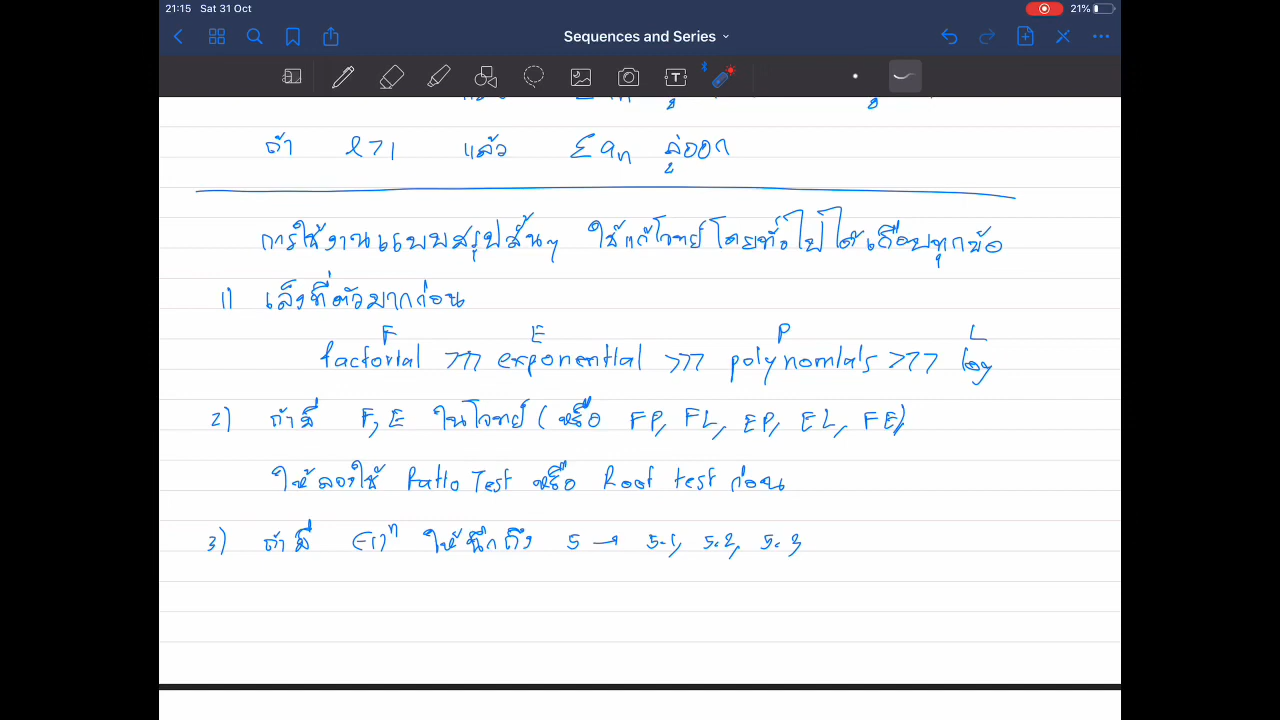 21:15 Sat 31 Oct 21%
Sequences and Series
T
ถ้า l>1 แล้ว Σan ลู่ออก
การใช้งานแบบสรุปสั้นๆ ใช้แก้โจทย์โดยทั่วไปได้เกือบทุกข้อ
1) เล็งที่ตัวมากก่อน
F E P L
factorial >>> exponential >>> polynomials >>> log
2) ถ้ามี F, E ในโจทย์ (หรือ FP, FL, EP, EL, FE)
ให้ลองใช้ Ratio Test หรือ Root test ก่อน
3) ถ้ามี (-1)^n ให้นึกถึง 5 → 5.1, 5.2, 5.3